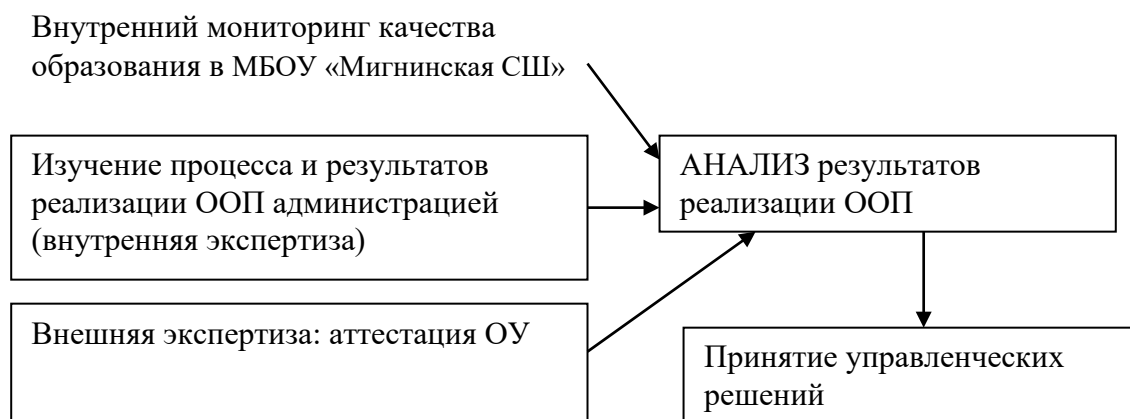 Внутренний мониторинг качества
образования в МБОУ «Мигнинская СШ»
Изучение процесса и результатов
реализации ООП администрацией
(внутренняя экспертиза)
АНАЛИЗ результатов
реализации ООП
Внешняя экспертиза: аттестация ОУ
Принятие управленческих
решений